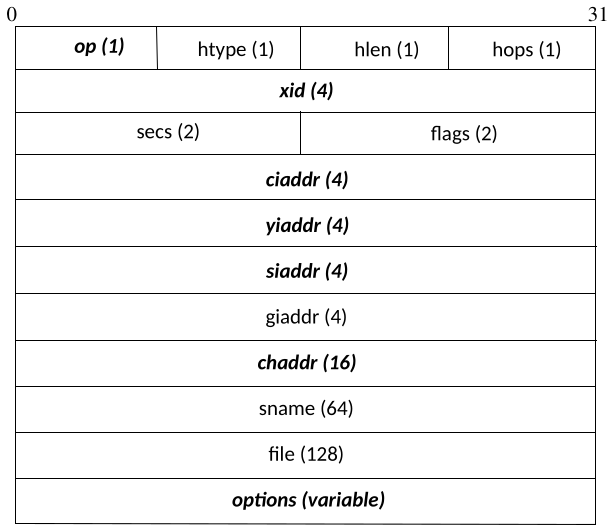 0 31
op (1) htype (1) hlen (1) hops (1)
xid (4)
secs (2) flags (2)
ciaddr (4)
yiaddr (4)
siaddr (4)
giaddr (4)
chaddr (16)
sname (64)
file (128)
options (variable)